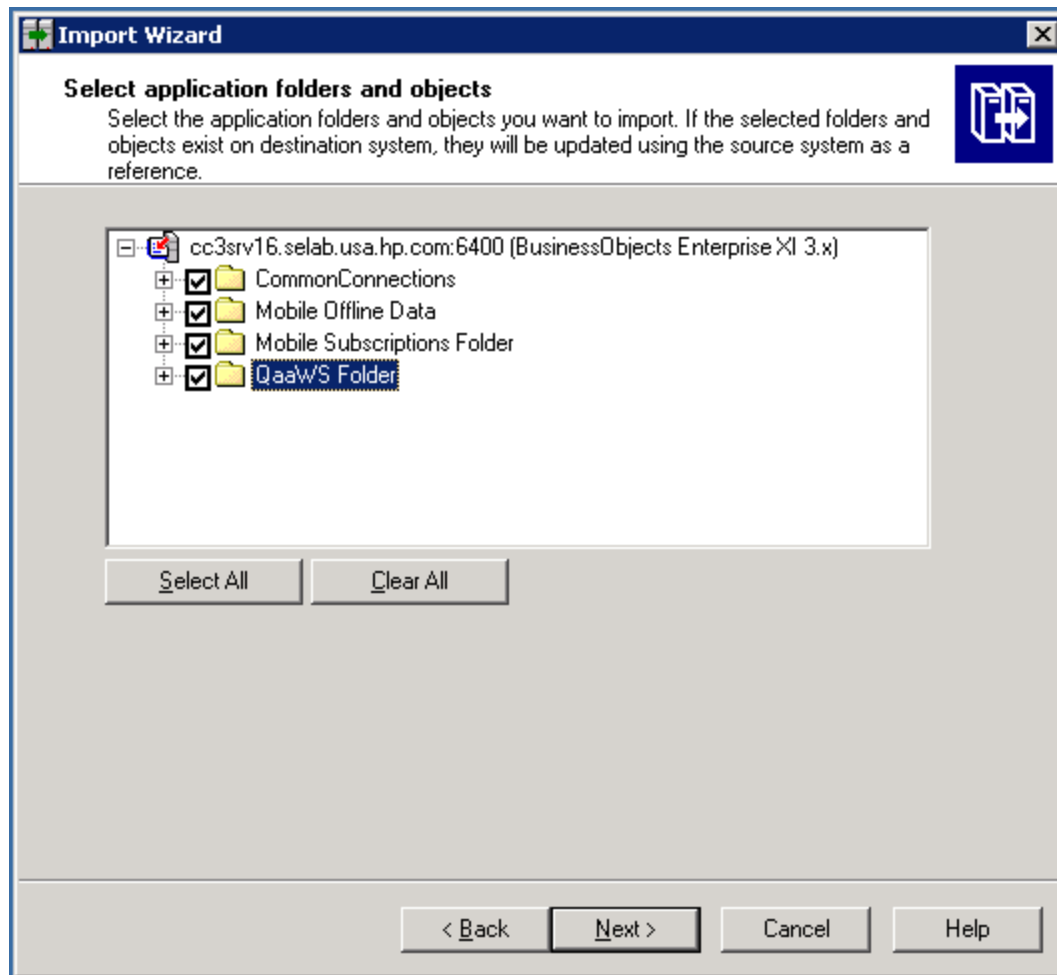 Import Wizard
Select application folders and objects
Select the application folders and objects you want to import. If the selected folders and
objects exist on destination system, they will be updated using the source system as a
reference.
cc3srv16.selab.usa.hp.com:6400 (BusinessObjects Enterprise XI 3.x)
CommonConnections
Mobile Offline Data
Mobile Subscriptions Folder
QaaWS Folder
Select All Clear All
< Back Next > Cancel Help